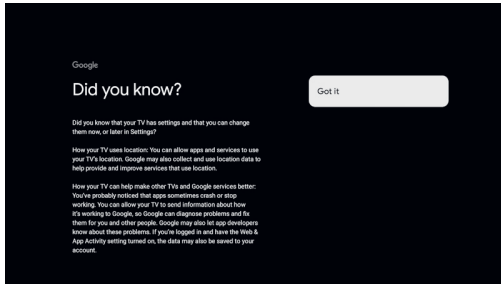 Google
Did you know?
Got it
Did you know that your TV has settings and that you can change
them now, or later in Settings?
How your TV uses location: You can allow apps and services to use
your TV's location. Google may also collect and use location data to
help provide and improve services that use location.
How your TV can help make other TVs and Google services better:
You've probably noticed that apps sometimes crash or stop
working. You can allow your TV to send information about how
it's working to Google, so Google can diagnose problems and fix
them for you and other people. Google may also let app developers
know about these problems. If you're logged in and have the Web &
App Activity setting turned on, the data may also be saved to your
account.